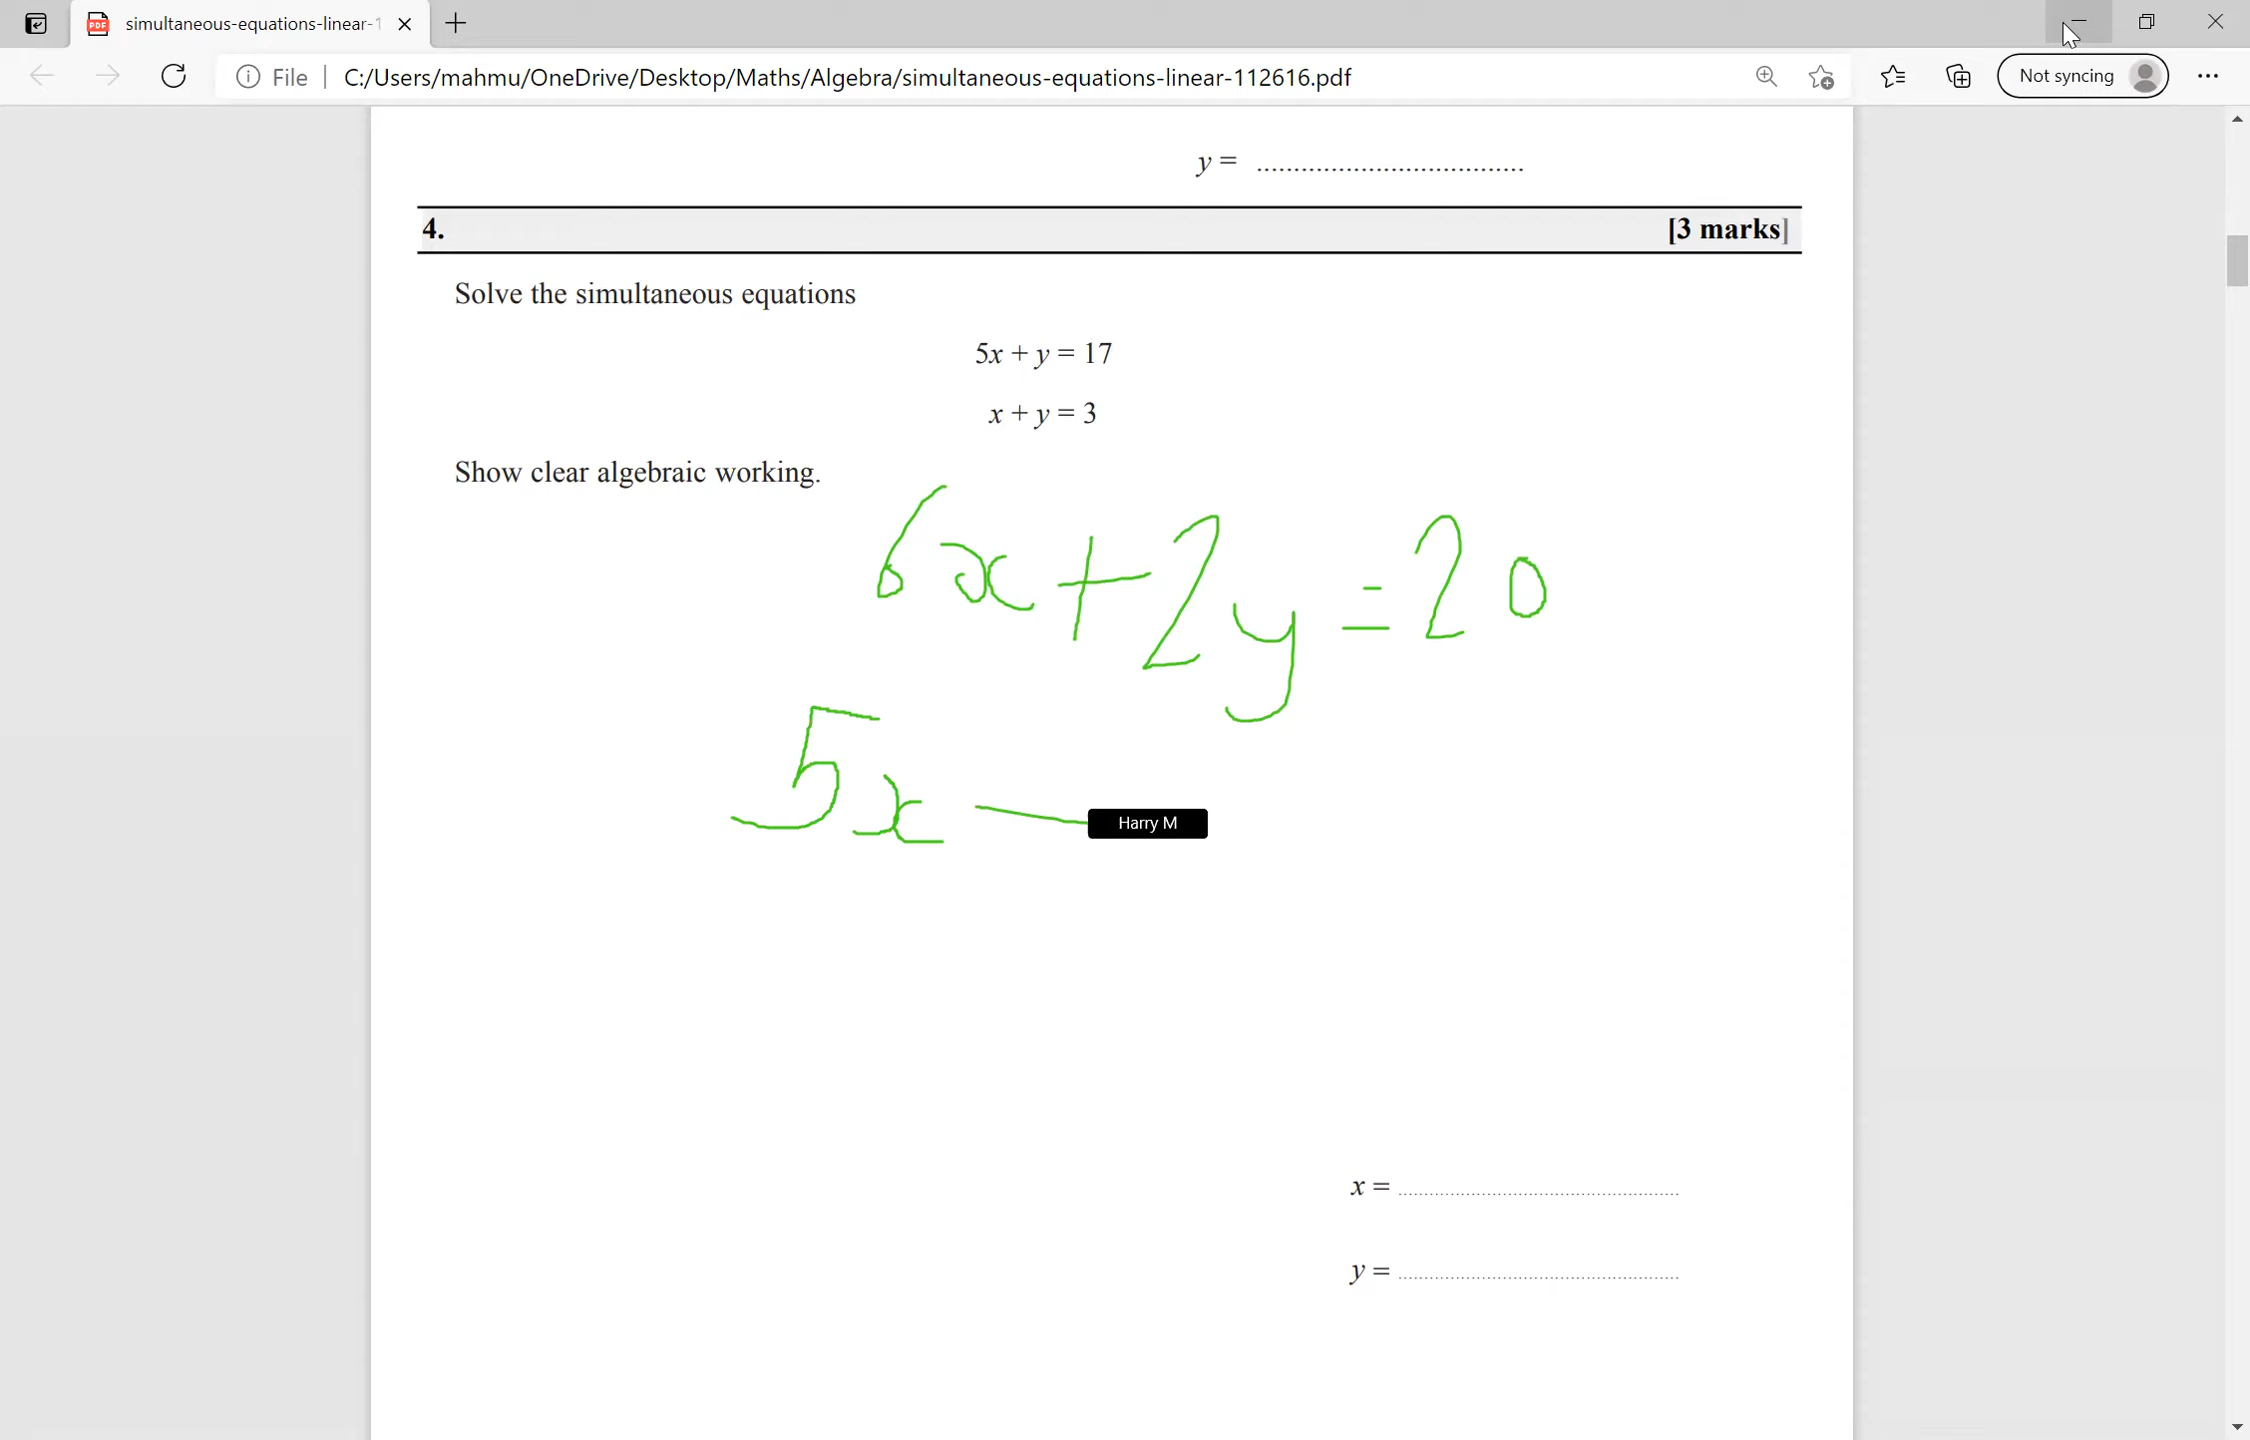 simultaneous-equations-linear-1
File
C:/Users/mahmu/OneDrive/Desktop/Maths/Algebra/simultaneous-equations-linear-112616.pdf
Not syncing
y = ....................................
4. [3 marks]
Solve the simultaneous equations
5x + y = 17
x + y = 3
Show clear algebraic working.
6x + 2y = 20
5x —
Harry M
x = ........................................................
y = ........................................................